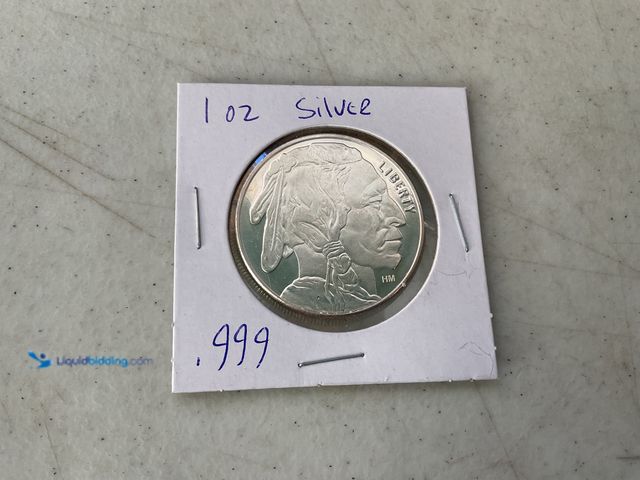 1 oz Silver
LIBERTY
HM
.999
Liquidbidding.com